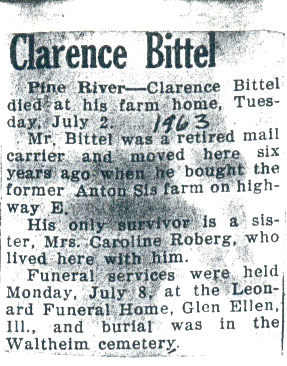 Clarence Bittel
Pine River—Clarence Bittel
died at his farm home, Tues-
day, July 2. 1963
Mr. Bittel was a retired mail
carrier and moved here six
years ago when he bought the
former Anton Sis farm on high-
way E.
His only survivor is a sis-
ter, Mrs. Caroline Roberg, who
lived here with him.
Funeral services were held
Monday, July 8, at the Leon-
ard Funeral Home, Glen Ellen,
Ill., and burial was in the
Waltheim cemetery.